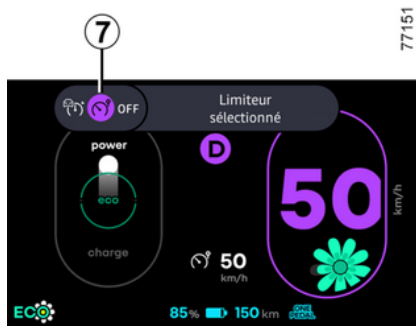 7
77151
OFF
Limiteur
sélectionné
power
D
eco
50
km/h
charge
50
km/h
ECO
85% 150 km ONE PEDAL